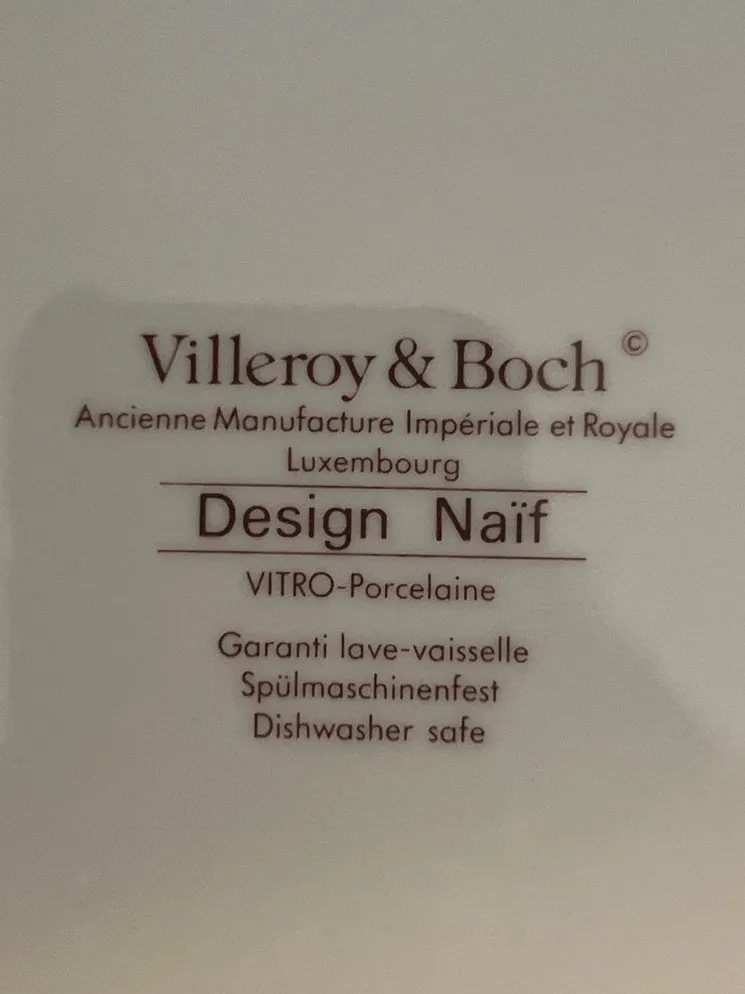 Villeroy & Boch ©
Ancienne Manufacture Impériale et Royale
Luxembourg
Design Naïf
VITRO-Porcelaine
Garanti lave-vaisselle
Spülmaschinenfest
Dishwasher safe